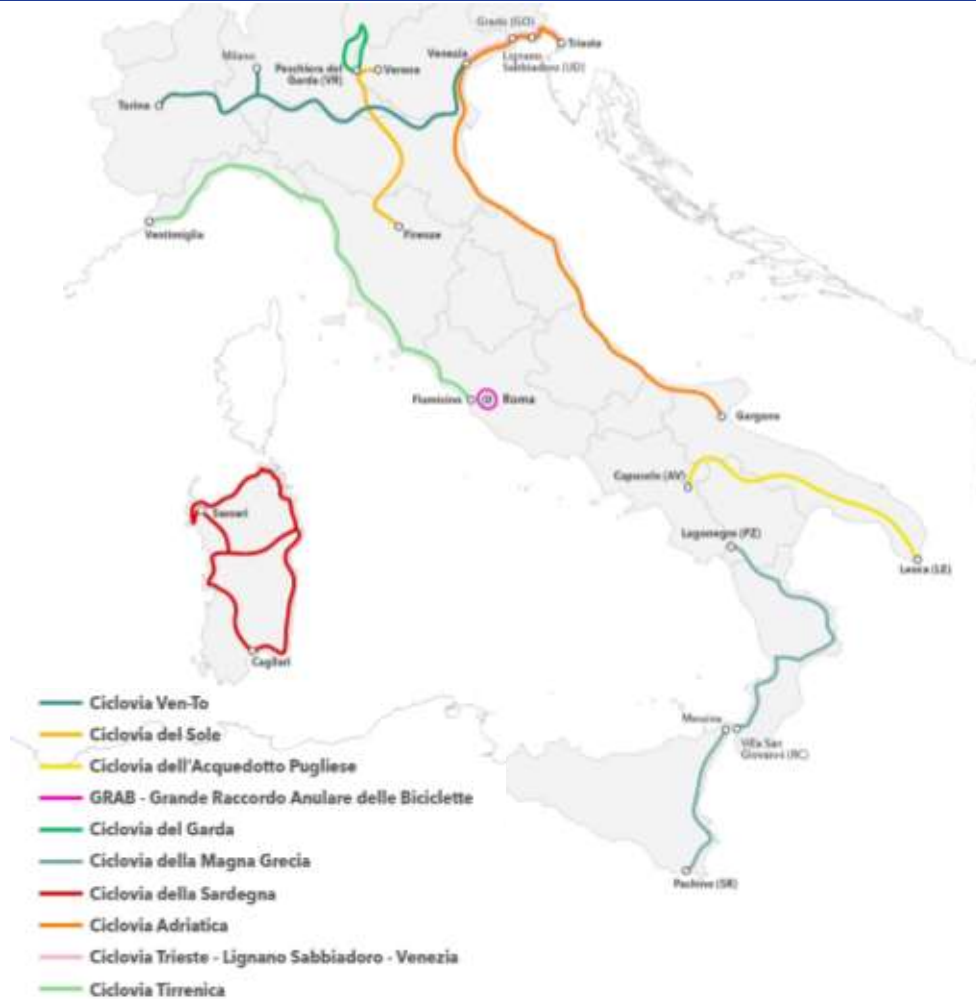 Grado (GO)
Trieste
Lignano -
Sabbiadoro (UD)
Venezia
Milano
Peschiera del
Garda (VR)
Verona
Torino
Ventimiglia
Firenze
Fiumicino
Roma
Gargano
Caposele (AV)
Lagonegro (PZ)
Leuca (LE)
Sassari
Cagliari
Messina
Villa San
Giovanni (RC)
Pachino (SR)
Ciclovia Ven-To
Ciclovia del Sole
Ciclovia dell'Acquedotto Pugliese
GRAB - Grande Raccordo Anulare delle Biciclette
Ciclovia del Garda
Ciclovia della Magna Grecia
Ciclovia della Sardegna
Ciclovia Adriatica
Ciclovia Trieste - Lignano Sabbiadoro - Venezia
Ciclovia Tirrenica